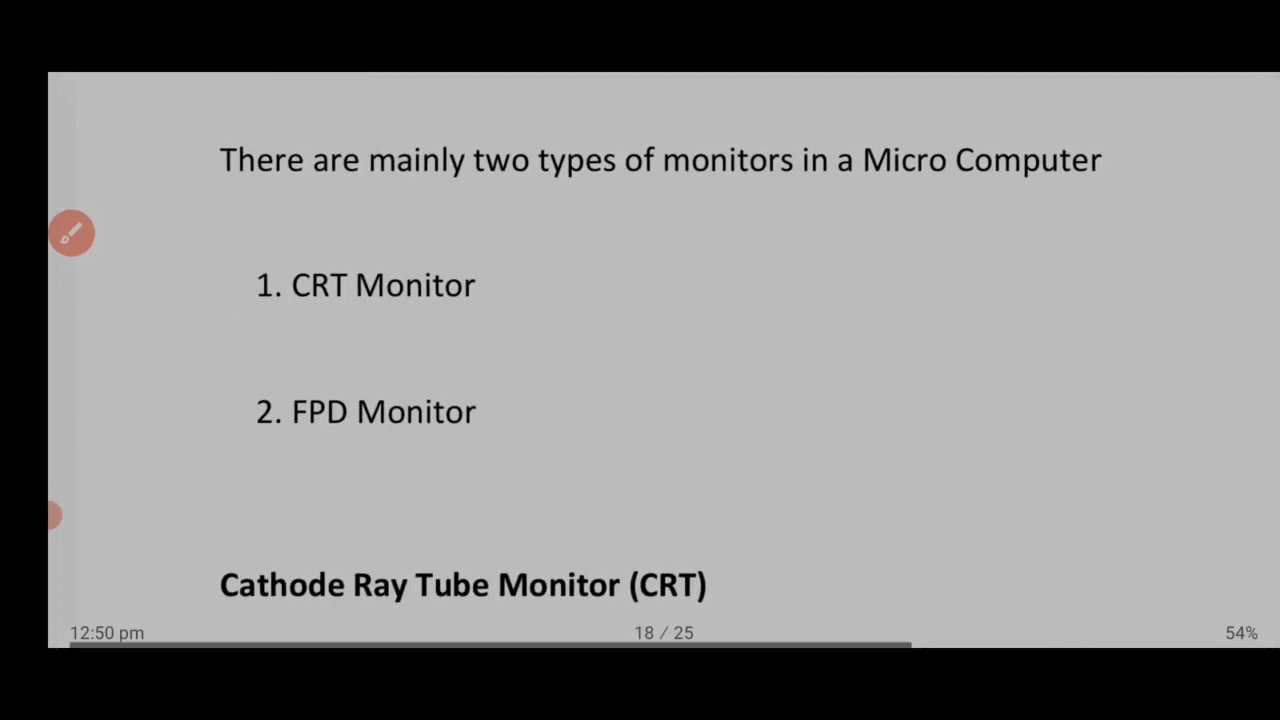 There are mainly two types of monitors in a Micro Computer
1. CRT Monitor
2. FPD Monitor
Cathode Ray Tube Monitor (CRT)
12:50 pm 18 / 25 54%